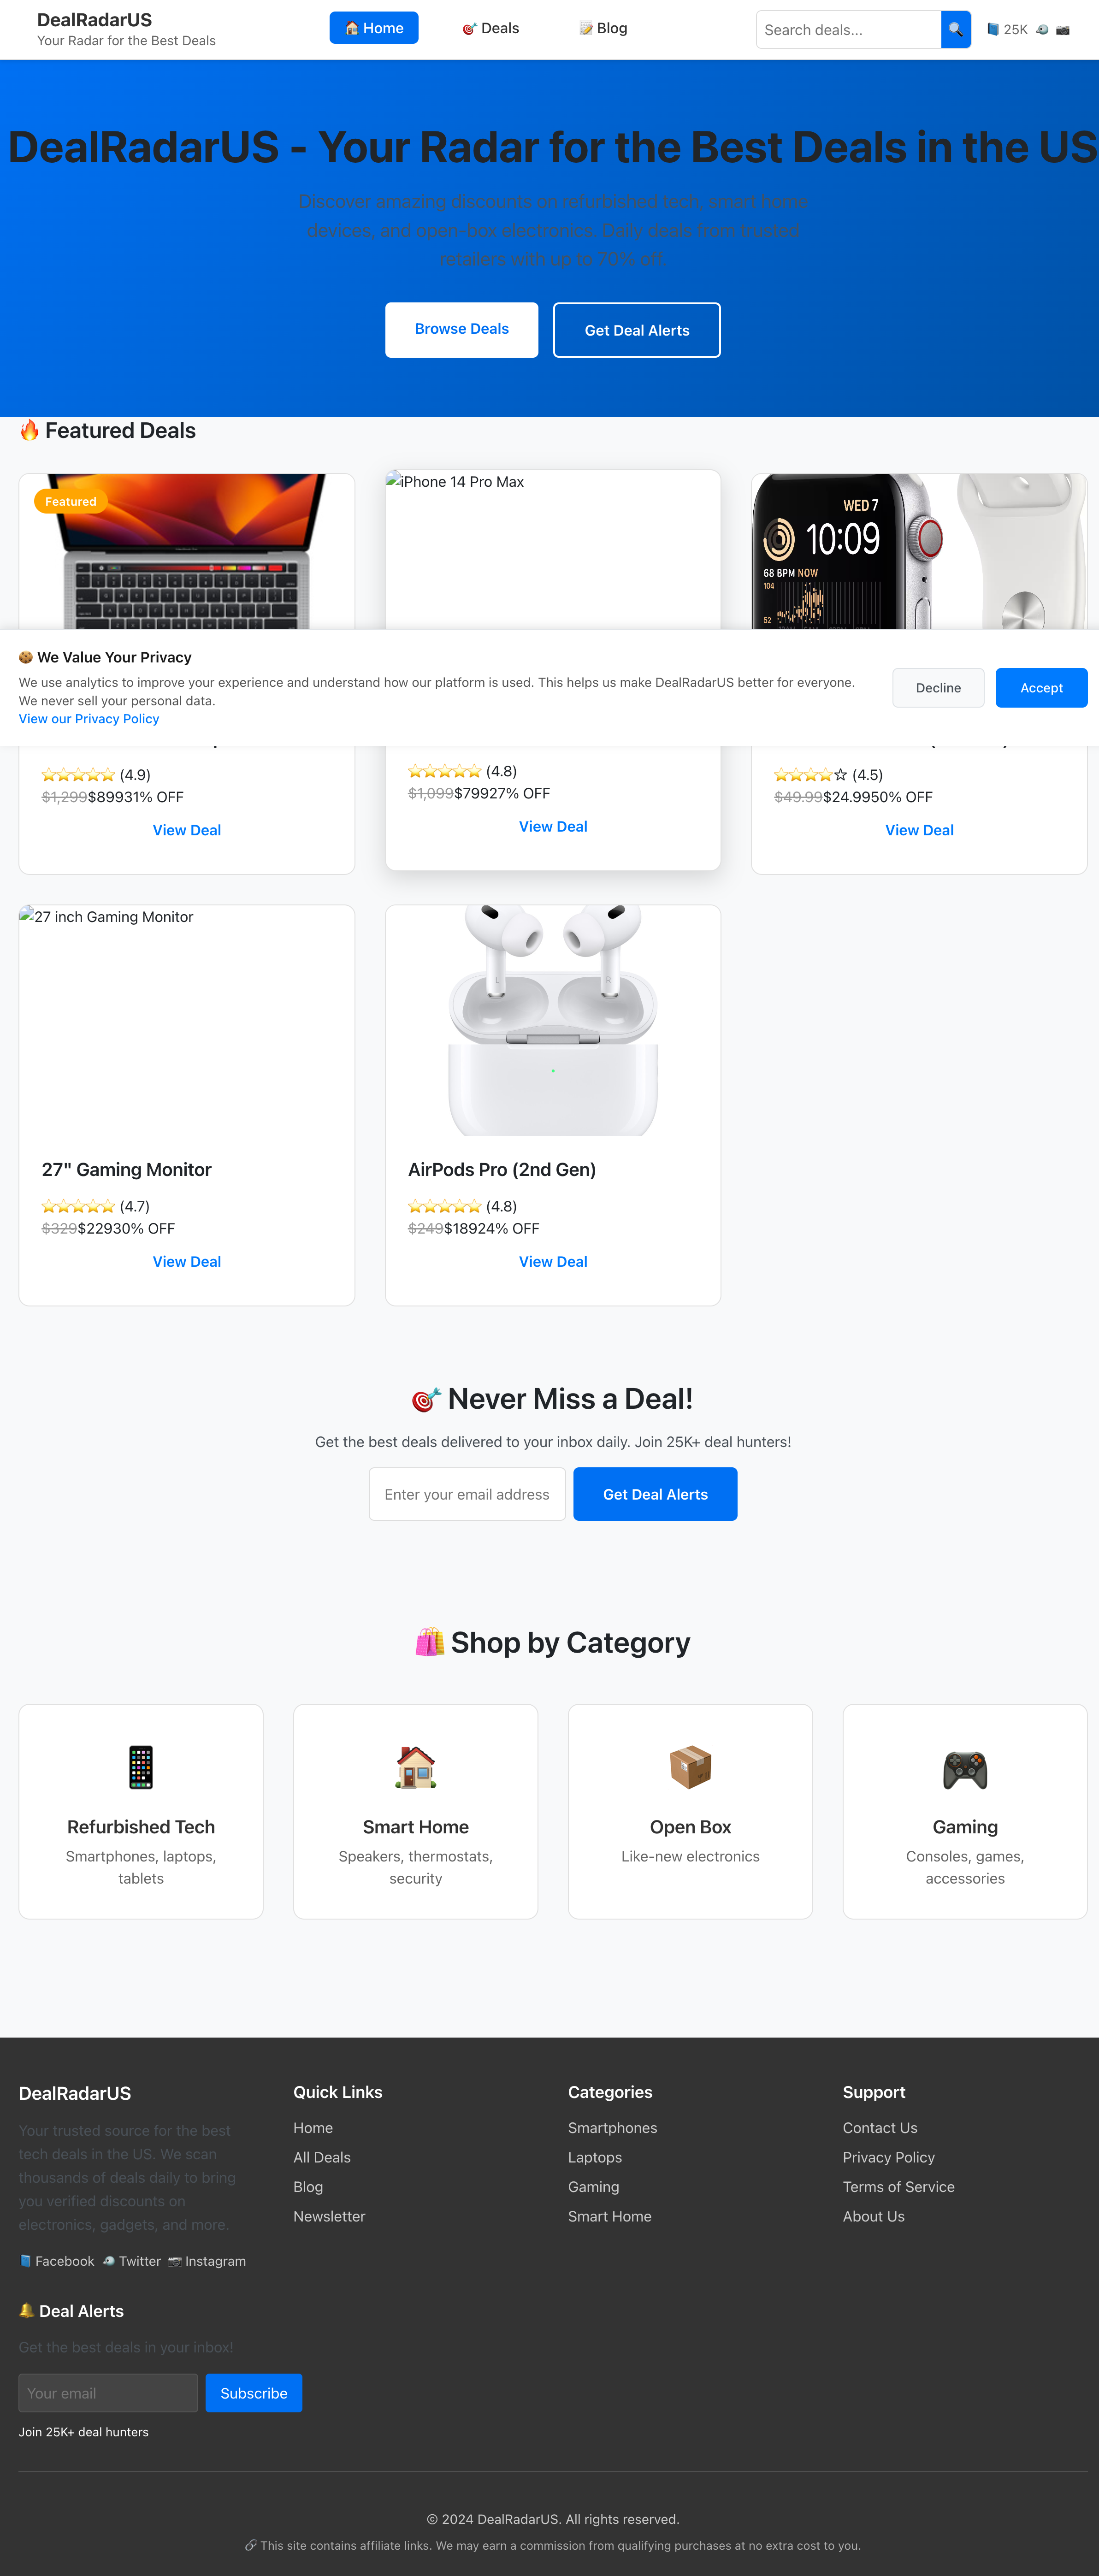 DealRadarUS
Your Radar for the Best Deals
🏠 Home
🎯 Deals
📝 Blog
Search deals...
🔍
📘 25K 🐦 📷
DealRadarUS - Your Radar for the Best Deals in the US
Discover amazing discounts on refurbished tech, smart home
devices, and open-box electronics. Daily deals from trusted
retailers with up to 70% off.
Browse Deals
Get Deal Alerts
🔥 Featured Deals
Featured
iPhone 14 Pro Max
WED 7
10:09
68 BPM NOW
104
52
🍪 We Value Your Privacy
We use analytics to improve your experience and understand how our platform is used. This helps us make DealRadarUS better for everyone.
We never sell your personal data.
View our Privacy Policy
Decline
Accept
⭐⭐⭐⭐⭐ (4.9)
$1,299$89931% OFF
View Deal
⭐⭐⭐⭐⭐ (4.8)
$1,099$79927% OFF
View Deal
⭐⭐⭐⭐☆ (4.5)
$49.99$24.9950% OFF
View Deal
27 inch Gaming Monitor
27" Gaming Monitor
⭐⭐⭐⭐⭐ (4.7)
$329$22930% OFF
View Deal
L R
AirPods Pro (2nd Gen)
⭐⭐⭐⭐⭐ (4.8)
$249$18924% OFF
View Deal
🎯 Never Miss a Deal!
Get the best deals delivered to your inbox daily. Join 25K+ deal hunters!
Enter your email address
Get Deal Alerts
🛍️ Shop by Category
Refurbished Tech
Smartphones, laptops,
tablets
Smart Home
Speakers, thermostats,
security
Open Box
Like-new electronics
Gaming
Consoles, games,
accessories
DealRadarUS
Your trusted source for the best
tech deals in the US. We scan
thousands of deals daily to bring
you verified discounts on
electronics, gadgets, and more.
📘 Facebook 🐦 Twitter 📷 Instagram
Quick Links
Home
All Deals
Blog
Newsletter
Categories
Smartphones
Laptops
Gaming
Smart Home
Support
Contact Us
Privacy Policy
Terms of Service
About Us
🔔 Deal Alerts
Get the best deals in your inbox!
Your email
Subscribe
Join 25K+ deal hunters
© 2024 DealRadarUS. All rights reserved.
🔗 This site contains affiliate links. We may earn a commission from qualifying purchases at no extra cost to you.